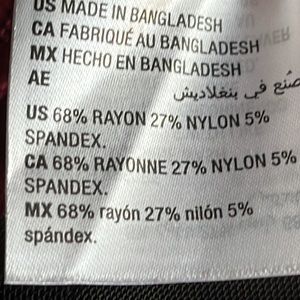 US MADE IN BANGLADESH
CA FABRIQUÉ AU BANGLADESH
MX HECHO EN BANGLADESH
AE
صُنع في بنغلاديش
US 68% RAYON 27% NYLON 5%
SPANDEX.
CA 68% RAYONNE 27% NYLON 5%
SPANDEX.
MX 68% rayón 27% nilón 5%
spándex.